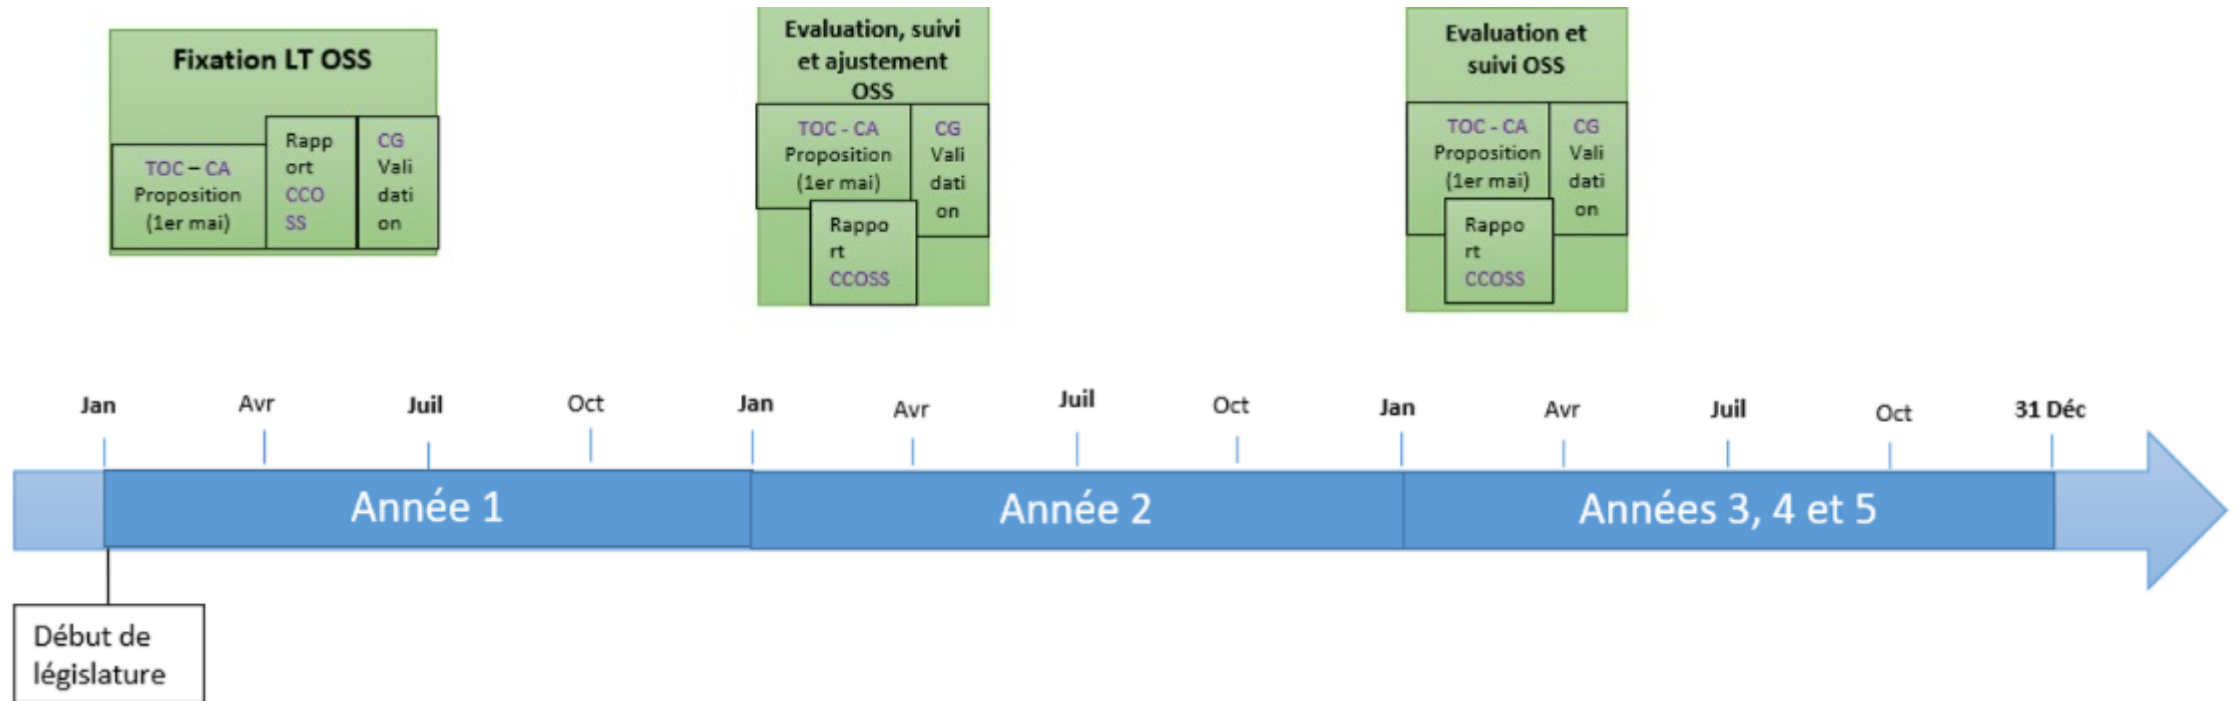 Fixation LT OSS
TOC – CA
Proposition
(1er mai)
Rapp
ort
CCO
SS
CG
Vali
dati
on
Evaluation, suivi
et ajustement
OSS
TOC - CA
Proposition
(1er mai)
CG
Vali
dati
on
Rappo
rt
CCOSS
Evaluation et
suivi OSS
TOC - CA
Proposition
(1er mai)
CG
Vali
dati
on
Rappo
rt
CCOSS
Jan Avr Juil Oct Jan Avr Juil Oct Jan Avr Juil Oct 31 Déc
Année 1 Année 2 Années 3, 4 et 5
Début de
législature